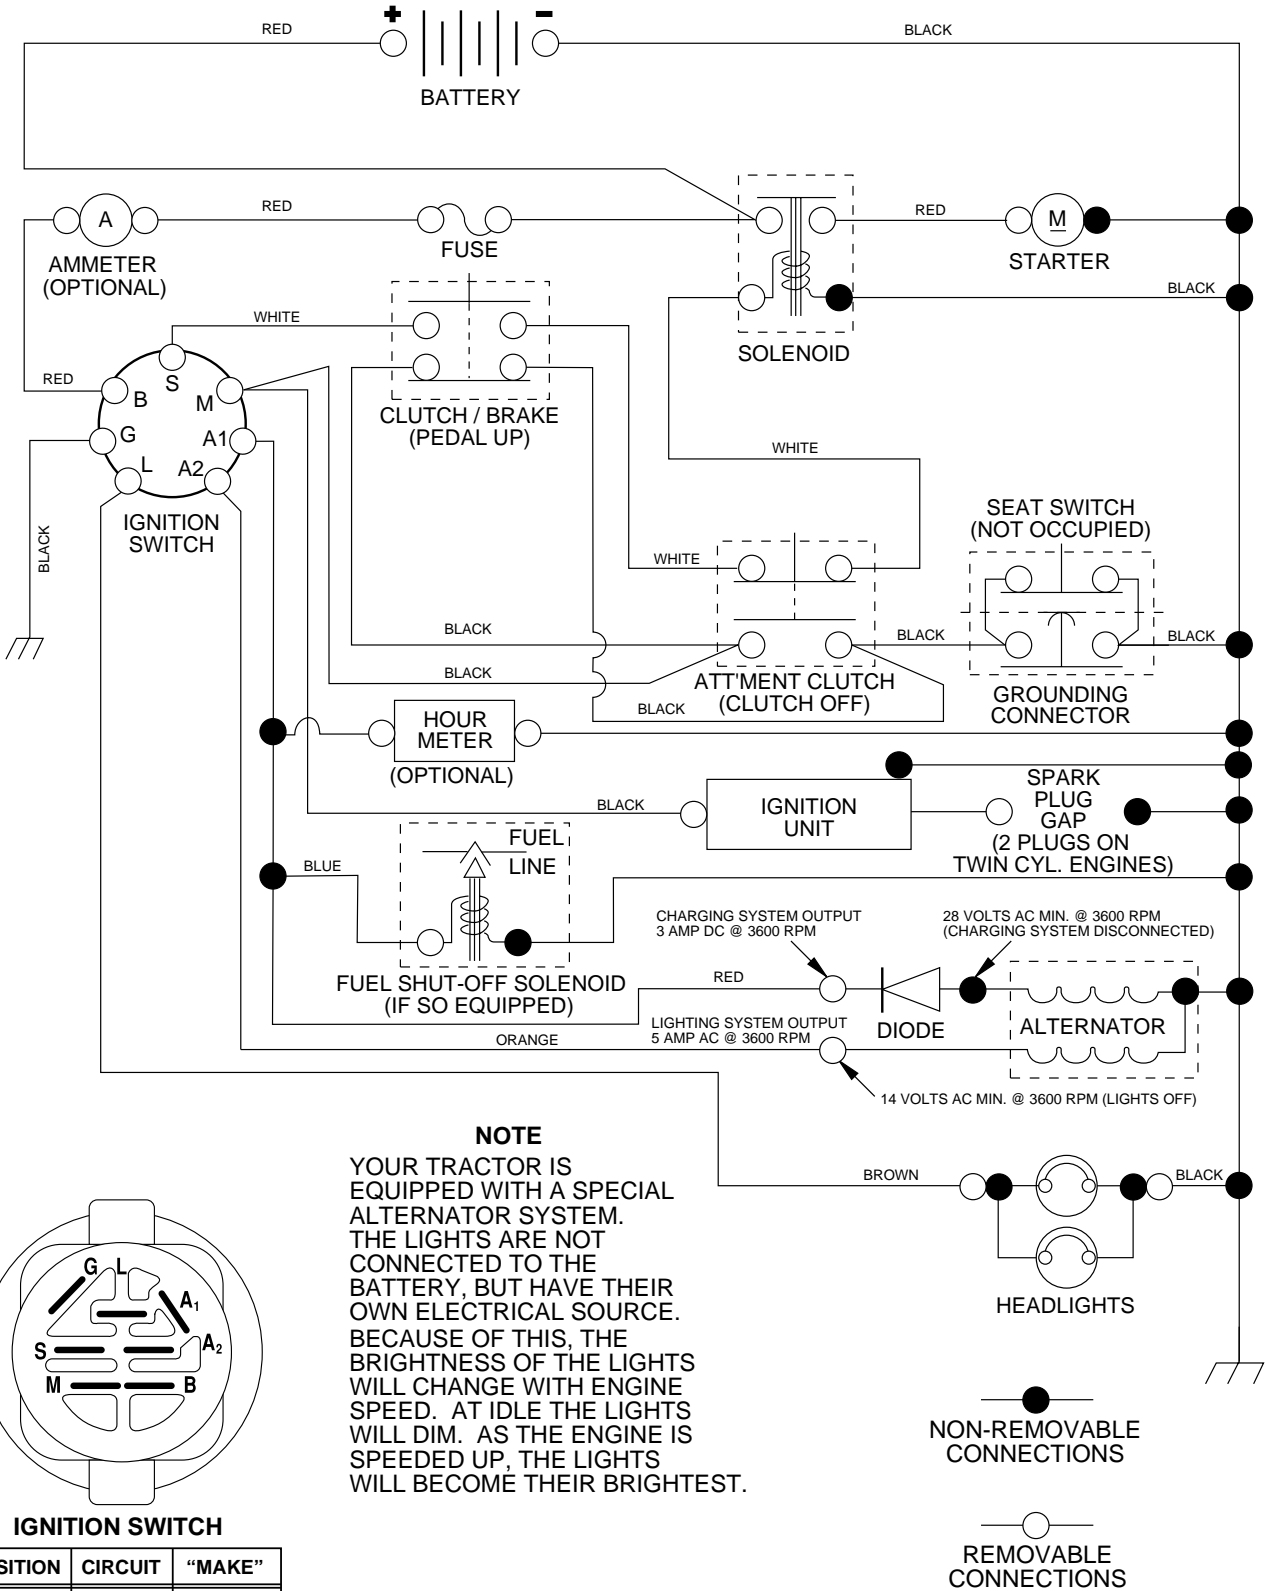 + -
RED
BLACK
BATTERY
RED
A
AMMETER
(OPTIONAL)
FUSE
RED
M
STARTER
BLACK
SOLENOID
WHITE
CLUTCH / BRAKE
(PEDAL UP)
RED
S
B
M
G
A1
L
A2
IGNITION
SWITCH
BLACK
WHITE
SEAT SWITCH
(NOT OCCUPIED)
WHITE
BLACK
BLACK
BLACK
BLACK
ATT'MENT CLUTCH
(CLUTCH OFF)
BLACK
GROUNDING
CONNECTOR
HOUR
METER
(OPTIONAL)
BLACK
IGNITION
UNIT
SPARK
PLUG
GAP
(2 PLUGS ON
TWIN CYL. ENGINES)
FUEL
LINE
BLUE
FUEL SHUT-OFF SOLENOID
(IF SO EQUIPPED)
CHARGING SYSTEM OUTPUT
3 AMP DC @ 3600 RPM
28 VOLTS AC MIN. @ 3600 RPM
(CHARGING SYSTEM DISCONNECTED)
RED
DIODE
ALTERNATOR
LIGHTING SYSTEM OUTPUT
5 AMP AC @ 3600 RPM
ORANGE
14 VOLTS AC MIN. @ 3600 RPM (LIGHTS OFF)
NOTE
YOUR TRACTOR IS
EQUIPPED WITH A SPECIAL
ALTERNATOR SYSTEM.
THE LIGHTS ARE NOT
CONNECTED TO THE
BATTERY, BUT HAVE THEIR
OWN ELECTRICAL SOURCE.
BECAUSE OF THIS, THE
BRIGHTNESS OF THE LIGHTS
WILL CHANGE WITH ENGINE
SPEED. AT IDLE THE LIGHTS
WILL DIM. AS THE ENGINE IS
SPEEDED UP, THE LIGHTS
WILL BECOME THEIR BRIGHTEST.
BROWN
BLACK
HEADLIGHTS
G L
A1
S
A2
M
B
IGNITION SWITCH
SITION CIRCUIT “MAKE”
NON-REMOVABLE
CONNECTIONS
REMOVABLE
CONNECTIONS